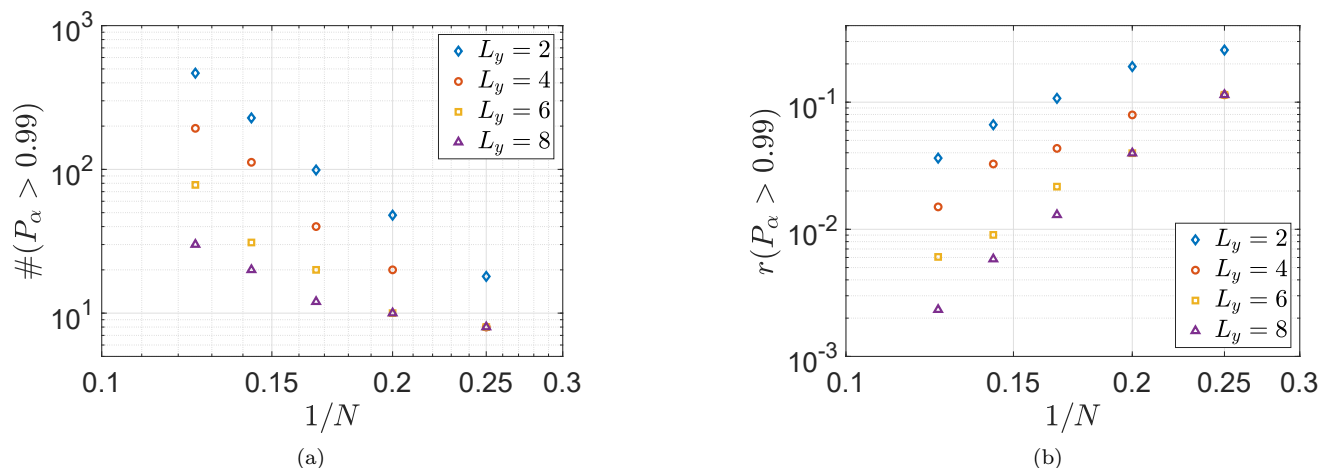 10^3
10^2
10^1
#(P_α > 0.99)
L_y = 2
L_y = 4
L_y = 6
L_y = 8
0.1 0.15 0.2 0.25 0.3
1/N
(a)
10^-1
10^-2
10^-3
r(P_α > 0.99)
L_y = 2
L_y = 4
L_y = 6
L_y = 8
0.1 0.15 0.2 0.25 0.3
1/N
(b)